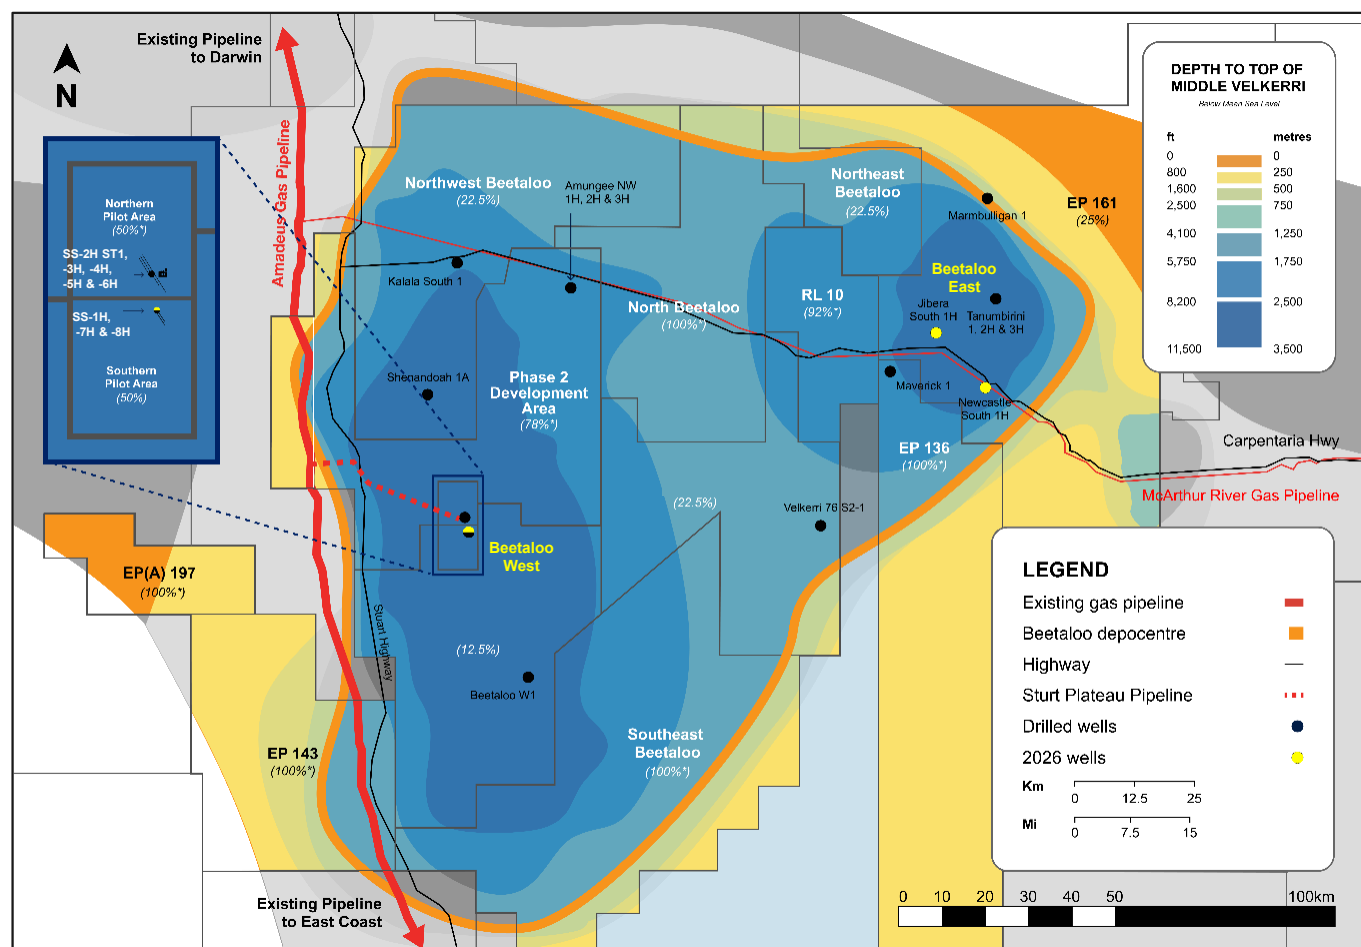 Existing Pipeline
to Darwin
N
Amadeus Gas Pipeline
Northern
Pilot Area
(50%*)
SS-2H ST1,
-3H, -4H,
-5H & -6H
SS-1H,
-7H & -8H
Southern
Pilot Area
(50%)
Northwest Beetaloo
(22.5%)
Amungee NW
1H, 2H & 3H
Kalala South 1
Northeast
Beetaloo
(22.5%)
Marmbulligan 1
EP 161
(25%)
Beetaloo
East
Jibera
South 1H
Tanumbirini
1, 2H & 3H
RL 10
(92%*)
North Beetaloo
(100%*)
Shenandoah 1A
Phase 2
Development
Area
(78%*)
Maverick 1
Newcastle
South 1H
EP 136
(100%*)
Carpentaria Hwy
McArthur River Gas Pipeline
(22.5%)
Velkerri 76 S2-1
Beetaloo
West
EP(A) 197
(100%*)
Stuart Highway
(12.5%)
Beetaloo W1
EP 143
(100%*)
Southeast
Beetaloo
(100%*)
Existing Pipeline
to East Coast
DEPTH TO TOP OF
MIDDLE VELKERRI
Below Mean Sea Level
ft metres
0 0
800 250
1,600 500
2,500 750
4,100 1,250
5,750 1,750
8,200 2,500
11,500 3,500
LEGEND
Existing gas pipeline
Beetaloo depocentre
Highway
Sturt Plateau Pipeline
Drilled wells
2026 wells
Km
0 12.5 25
Mi
0 7.5 15
0 10 20 30 40 50 100km